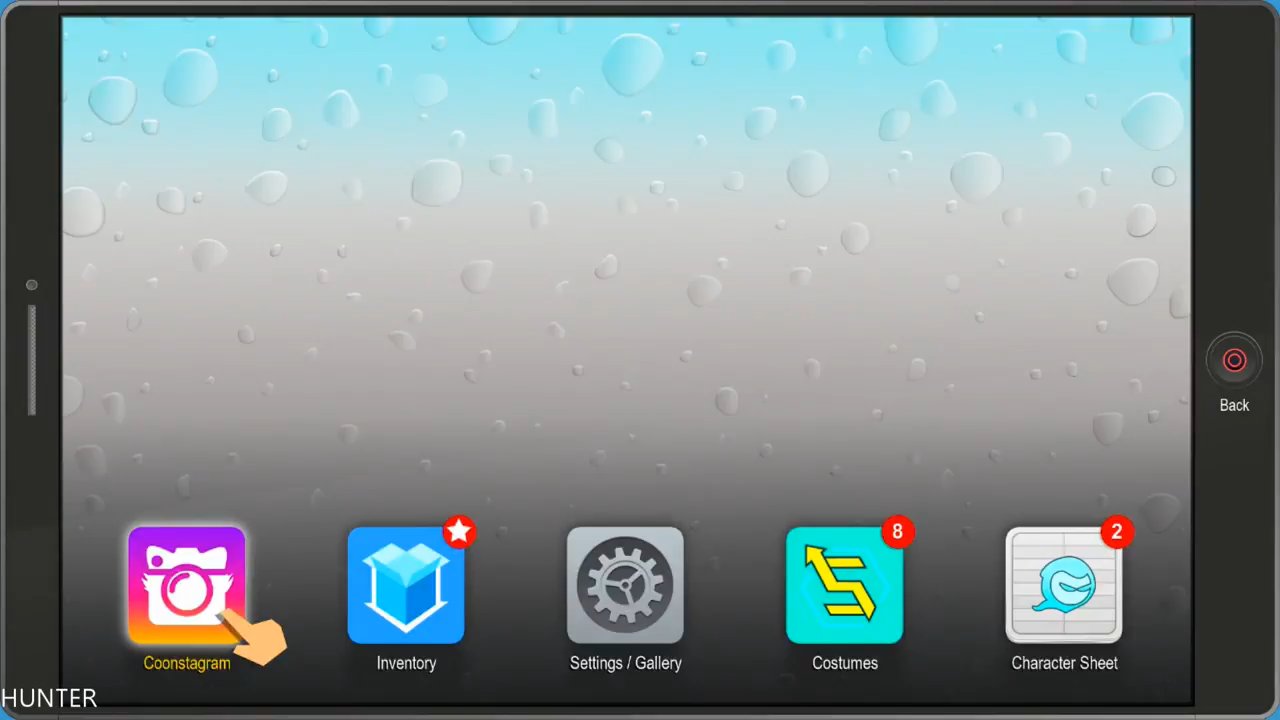 Back
8
2
Coonstagram
Inventory
Settings / Gallery
Costumes
Character Sheet
HUNTER